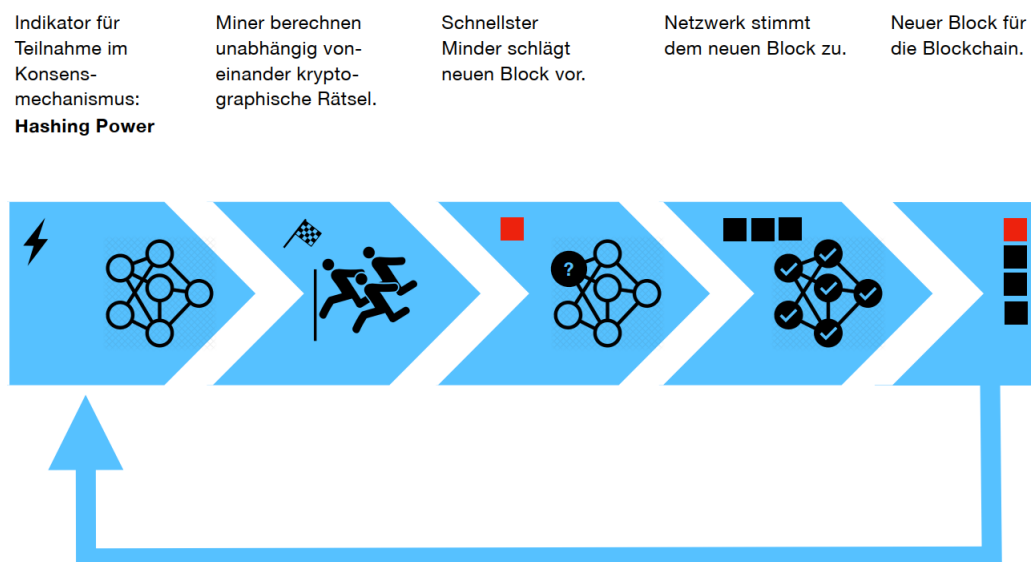 Indikator für
Teilnahme im
Konsens-
mechanismus:
Hashing Power
Miner berechnen
unabhängig von-
einander krypto-
graphische Rätsel.
Schnellster
Minder schlägt
neuen Block vor.
Netzwerk stimmt
dem neuen Block zu.
Neuer Block für
die Blockchain.
?